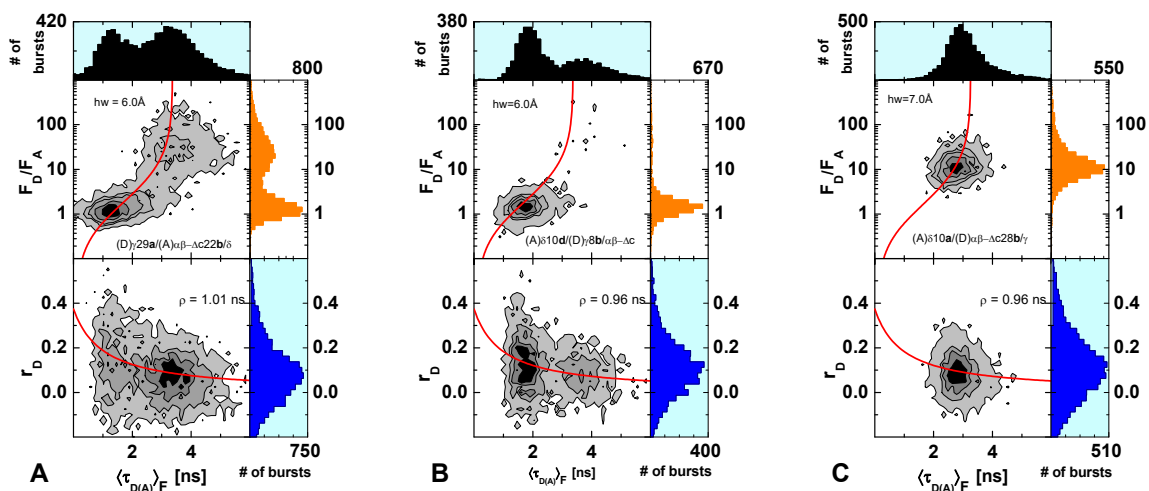 420
# of bursts
800
hw = 6.0Å
100
10
1
F_D/F_A
100
10
1
(D)γ29a/(A)αβ−Δc22b/δ
ρ = 1.01 ns
0.4
0.2
0.0
r_D
0.4
0.2
0.0
2 4
750
A
⟨τ_D(A)⟩_F [ns]
# of bursts
380
# of bursts
670
hw=6.0Å
100
10
1
F_D/F_A
100
10
1
(A)δ10d/(D)γ8b/αβ−Δc
ρ = 0.96 ns
0.4
0.2
0.0
r_D
0.4
0.2
0.0
2 4
400
B
⟨τ_D(A)⟩_F [ns]
# of bursts
500
# of bursts
550
hw=7.0Å
100
10
1
F_D/F_A
100
10
1
(A)δ10a/(D)αβ−Δc28b/γ
ρ = 0.96 ns
0.4
0.2
0.0
r_D
0.4
0.2
0.0
2 4
510
C
⟨τ_D(A)⟩_F [ns]
# of bursts